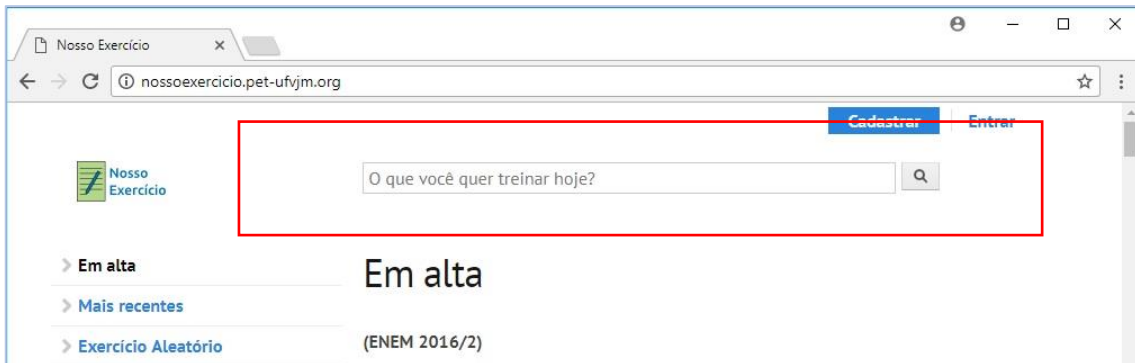 Nosso Exercício
nossoexercicio.pet-ufvjm.org
Cadastrar Entrar
Nosso
Exercício
O que você quer treinar hoje?
Em alta
Mais recentes
Exercício Aleatório
Em alta
(ENEM 2016/2)